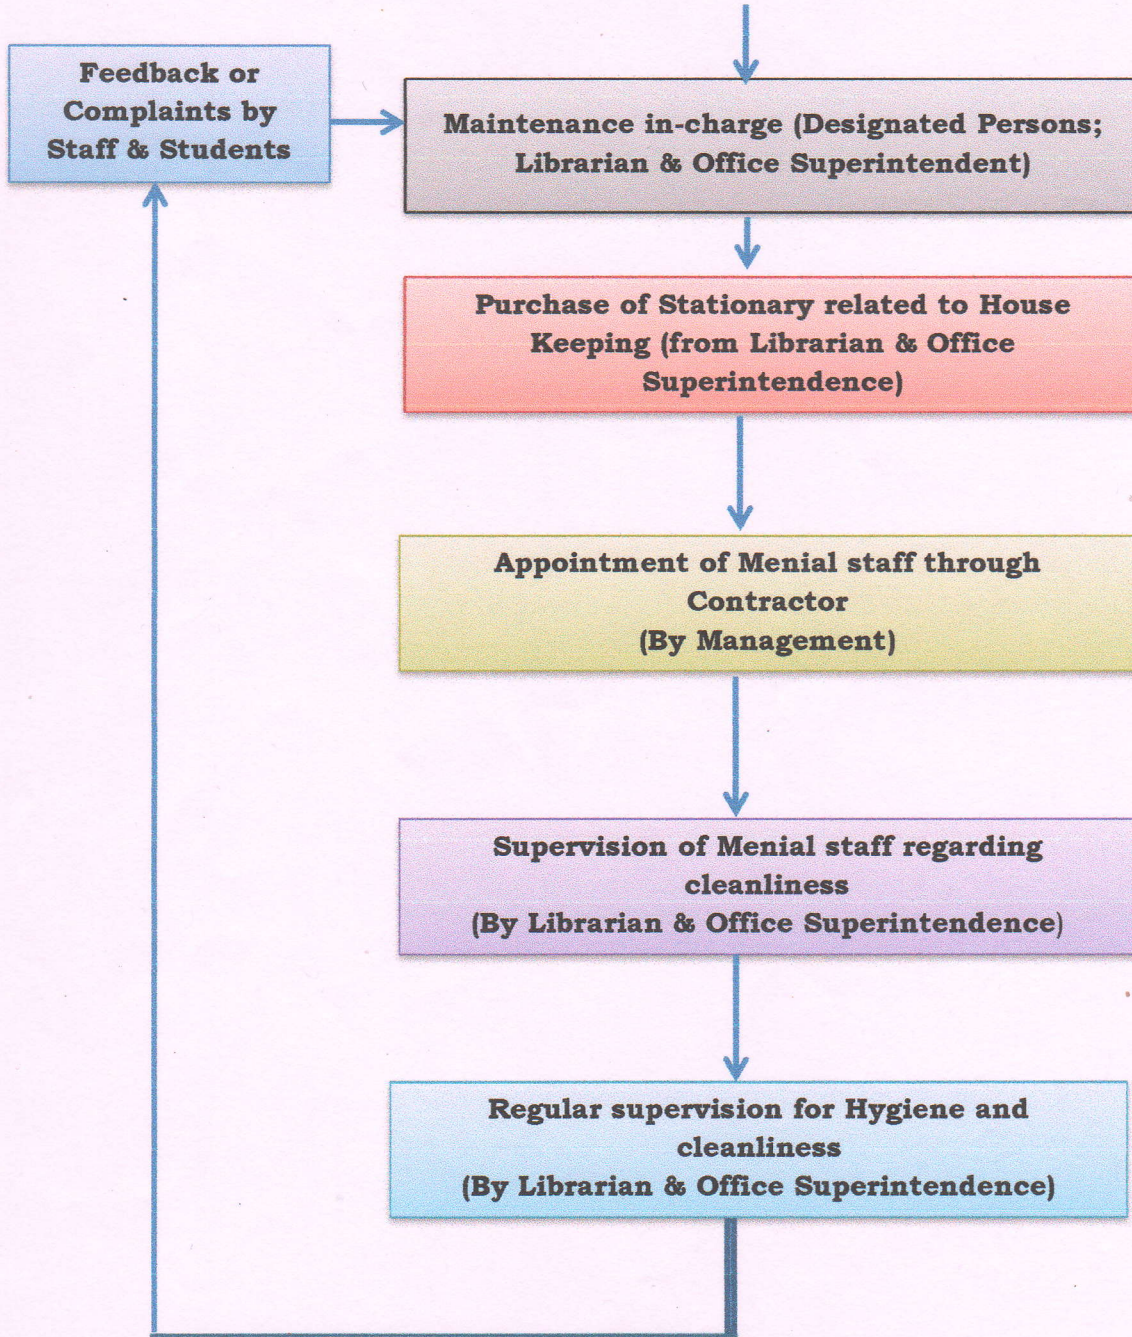 Feedback or
Complaints by
Staff & Students
Maintenance in-charge (Designated Persons;
Librarian & Office Superintendent)
Purchase of Stationary related to House
Keeping (from Librarian & Office
Superintendence)
Appointment of Menial staff through
Contractor
(By Management)
Supervision of Menial staff regarding
cleanliness
(By Librarian & Office Superintendence)
Regular supervision for Hygiene and
cleanliness
(By Librarian & Office Superintendence)